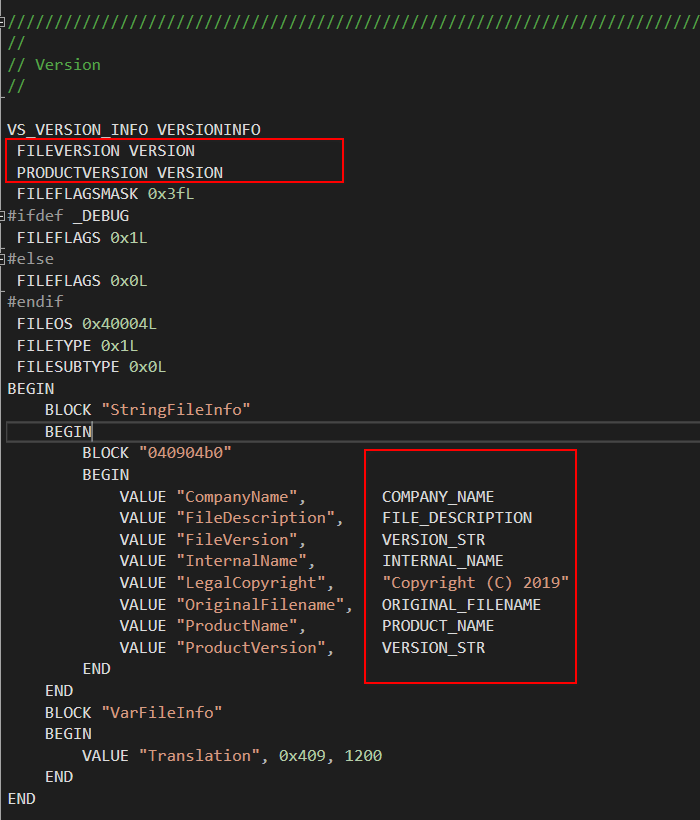 ///////////////////////////////////////////////////////////////////////////
//
// Version
//

VS_VERSION_INFO VERSIONINFO
 FILEVERSION VERSION
 PRODUCTVERSION VERSION
 FILEFLAGSMASK 0x3fL
#ifdef _DEBUG
 FILEFLAGS 0x1L
#else
 FILEFLAGS 0x0L
#endif
 FILEOS 0x40004L
 FILETYPE 0x1L
 FILESUBTYPE 0x0L
BEGIN
    BLOCK "StringFileInfo"
    BEGIN
        BLOCK "040904b0"
        BEGIN
            VALUE "CompanyName",        COMPANY_NAME
            VALUE "FileDescription",    FILE_DESCRIPTION
            VALUE "FileVersion",        VERSION_STR
            VALUE "InternalName",       INTERNAL_NAME
            VALUE "LegalCopyright",     "Copyright (C) 2019"
            VALUE "OriginalFilename",   ORIGINAL_FILENAME
            VALUE "ProductName",        PRODUCT_NAME
            VALUE "ProductVersion",     VERSION_STR
        END
    END
    BLOCK "VarFileInfo"
    BEGIN
        VALUE "Translation", 0x409, 1200
    END
END